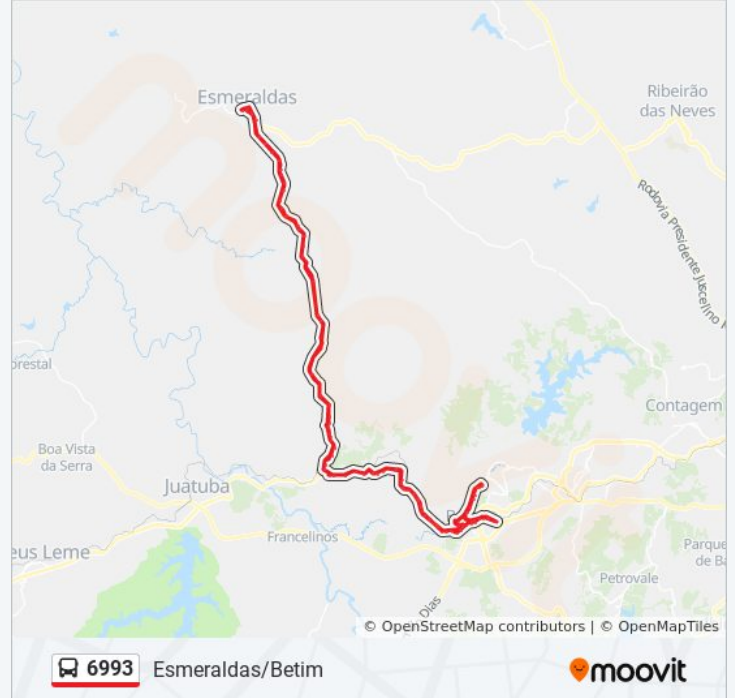 Esmeraldas
Ribeirão
das Neves
Rodovia Presidente Juscelino
Contagem
Boa Vista
da Serra
Juatuba
Francelinos
eus Leme
Parque
de Ba
Petrovale
Dias
© OpenStreetMap contributors | © OpenMapTiles
6993 Esmeraldas/Betim
moovit